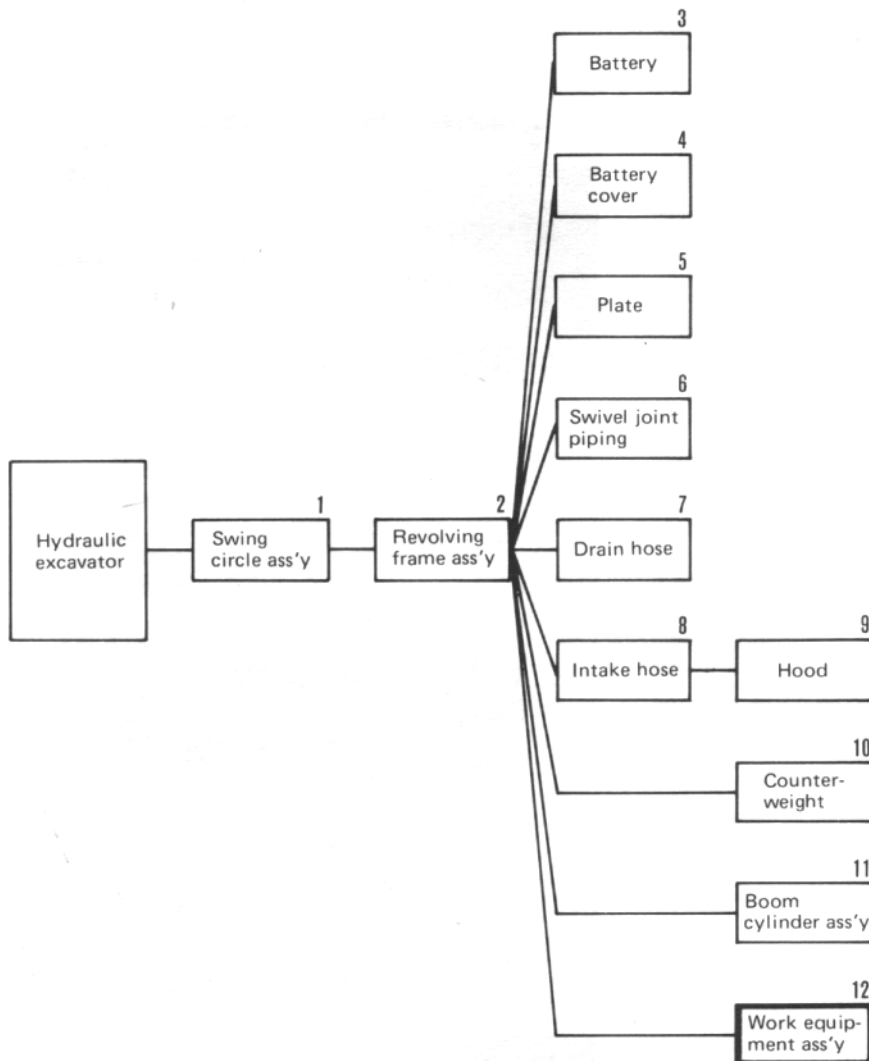 3
Battery
4
Battery
cover
5
Plate
6
Swivel joint
piping
Hydraulic
excavator
1
Swing
circle ass'y
2
Revolving
frame ass'y
7
Drain hose
8
Intake hose
9
Hood
10
Counter-
weight
11
Boom
cylinder ass'y
12
Work equip-
ment ass'y